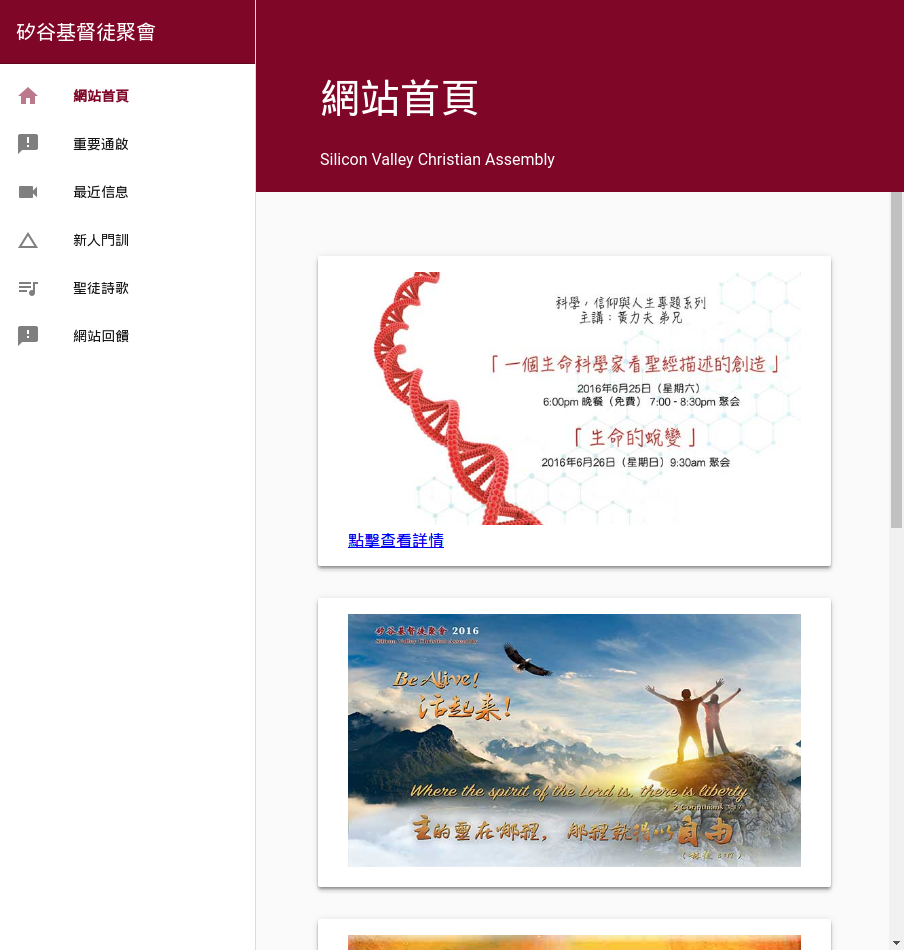 矽谷基督徒聚會
網站首頁
重要通啟
最近信息
新人門訓
聖徒詩歌
網站回饋
網站首頁
Silicon Valley Christian Assembly
科學，信仰與人生專題系列
主講：黃力夫 弟兄
「一個生命科學家看聖經描述的創造」
2016年6月25日（星期六）
6:00pm 晚餐（免費） 7:00 - 8:30pm 聚会
「生命的蛻變」
2016年6月26日（星期日）9:30am 聚会
點擊查看詳情
矽谷基督徒聚會 2016
Silicon Valley Christian Assembly
Be Alive!
活起来!
Where the spirit of the Lord is, there is liberty
2 Corinthians 3:17
主的靈在哪裡，那裡就得以自由